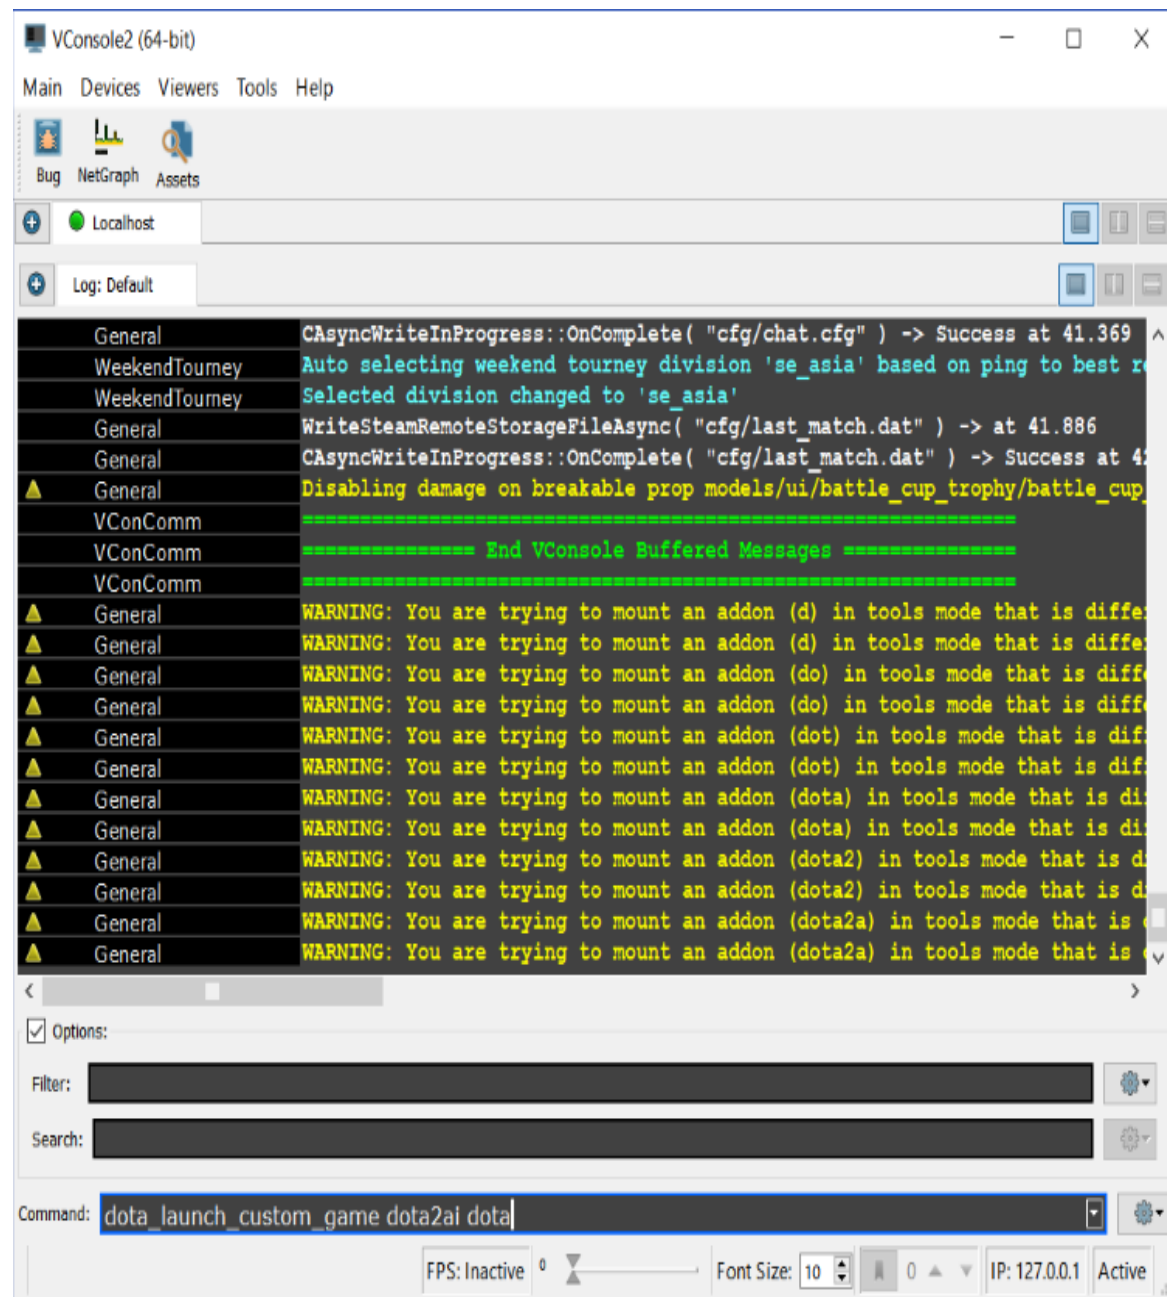 VConsole2 (64-bit)
Main Devices Viewers Tools Help
Bug NetGraph Assets
Localhost
Log: Default
General CAsyncWriteInProgress::OnComplete( "cfg/chat.cfg" ) -> Success at 41.369
WeekendTourney Auto selecting weekend tourney division 'se_asia' based on ping to best
WeekendTourney Selected division changed to 'se_asia'
General WriteSteamRemoteStorageFileAsync( "cfg/last_match.dat" ) -> at 41.886
General CAsyncWriteInProgress::OnComplete( "cfg/last_match.dat" ) -> Success at
General Disabling damage on breakable prop models/ui/battle_cup_trophy/battle_cup_
VConComm ==============================================================
VConComm =============== End VConsole Buffered Messages ===============
VConComm ==============================================================
General WARNING: You are trying to mount an addon (d) in tools mode that is
General WARNING: You are trying to mount an addon (d) in tools mode that is
General WARNING: You are trying to mount an addon (do) in tools mode that is
General WARNING: You are trying to mount an addon (do) in tools mode that is
General WARNING: You are trying to mount an addon (dot) in tools mode that is
General WARNING: You are trying to mount an addon (dot) in tools mode that is
General WARNING: You are trying to mount an addon (dota) in tools mode that is
General WARNING: You are trying to mount an addon (dota) in tools mode that is
General WARNING: You are trying to mount an addon (dota2) in tools mode that is
General WARNING: You are trying to mount an addon (dota2) in tools mode that is
General WARNING: You are trying to mount an addon (dota2a) in tools mode that is
General WARNING: You are trying to mount an addon (dota2a) in tools mode that is
Options:
Filter:
Search:
Command: dota_launch_custom_game dota2ai dota
FPS: Inactive 0 Font Size: 10 0 IP: 127.0.0.1 Active